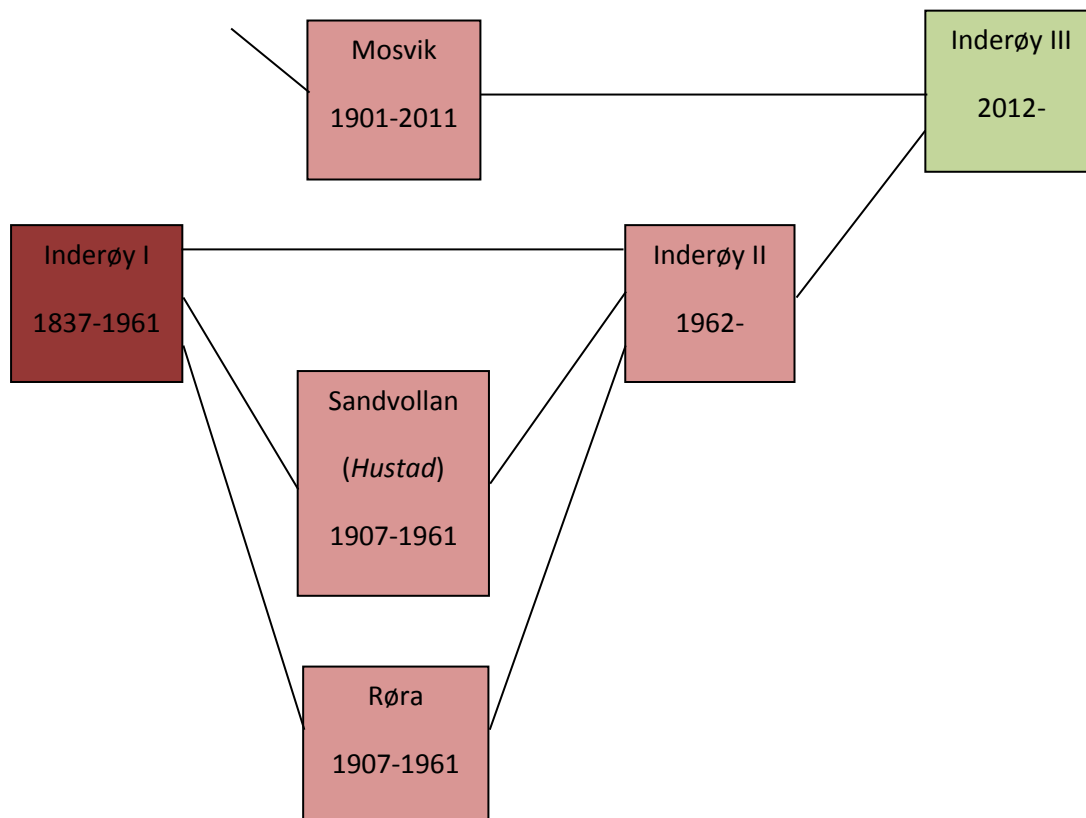 Mosvik
1901-2011
Inderøy III
2012-
Inderøy I
1837-1961
Inderøy II
1962-
Sandvollan
(Hustad)
1907-1961
Røra
1907-1961